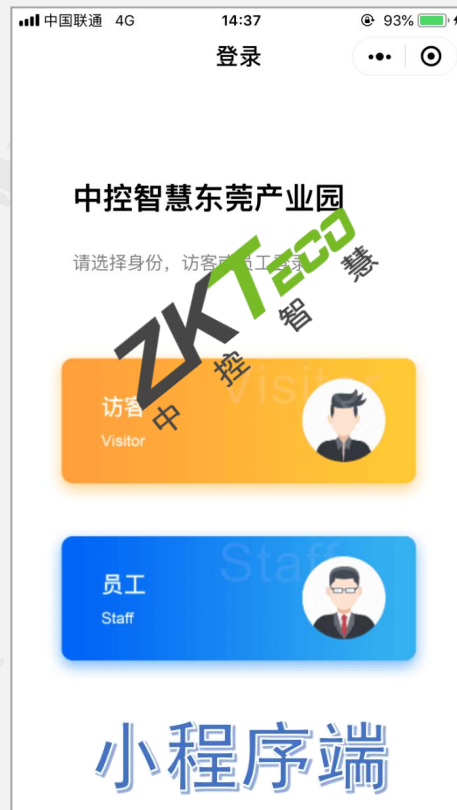 中国联通 4G 14:37 93%
登录
中控智慧东莞产业园
请选择身份，访客或员工登录
ZKTECO
中控智慧
Visitor
访客
Visitor
Staff
员工
Staff
小程序端